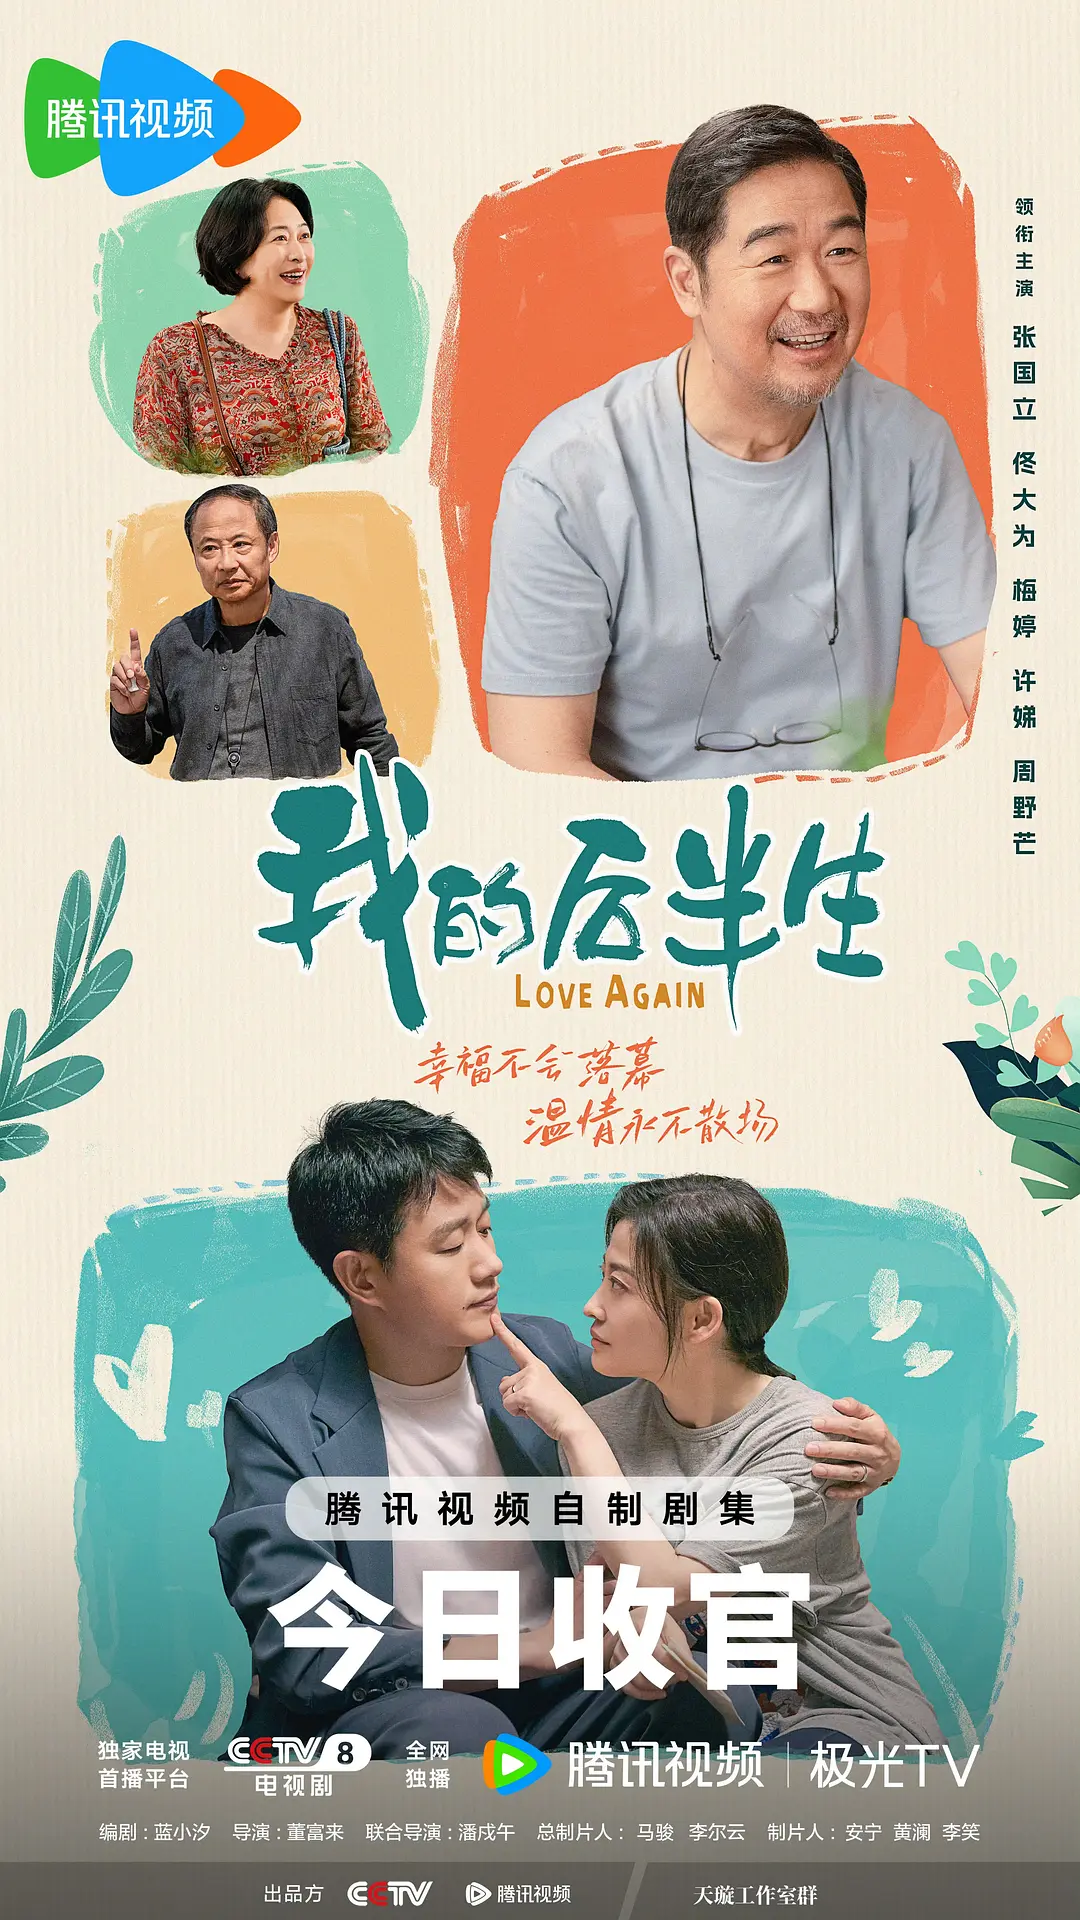 腾讯视频
领衔主演 张国立 佟大为 梅婷 许娣 周野芒
我的后半生
LOVE AGAIN
幸福不会落幕
温情永不散场
腾讯视频自制剧集
今日收官
独家电视
首播平台
CCTV 8
电视剧
全网
独播
腾讯视频 | 极光TV
编剧：蓝小汐 导演：董富来 联合导演：潘成午 总制片人：马骏 李尔云 制片人：安宁 黄澜 李笑
出品方 CCTV 腾讯视频 天璇工作室群